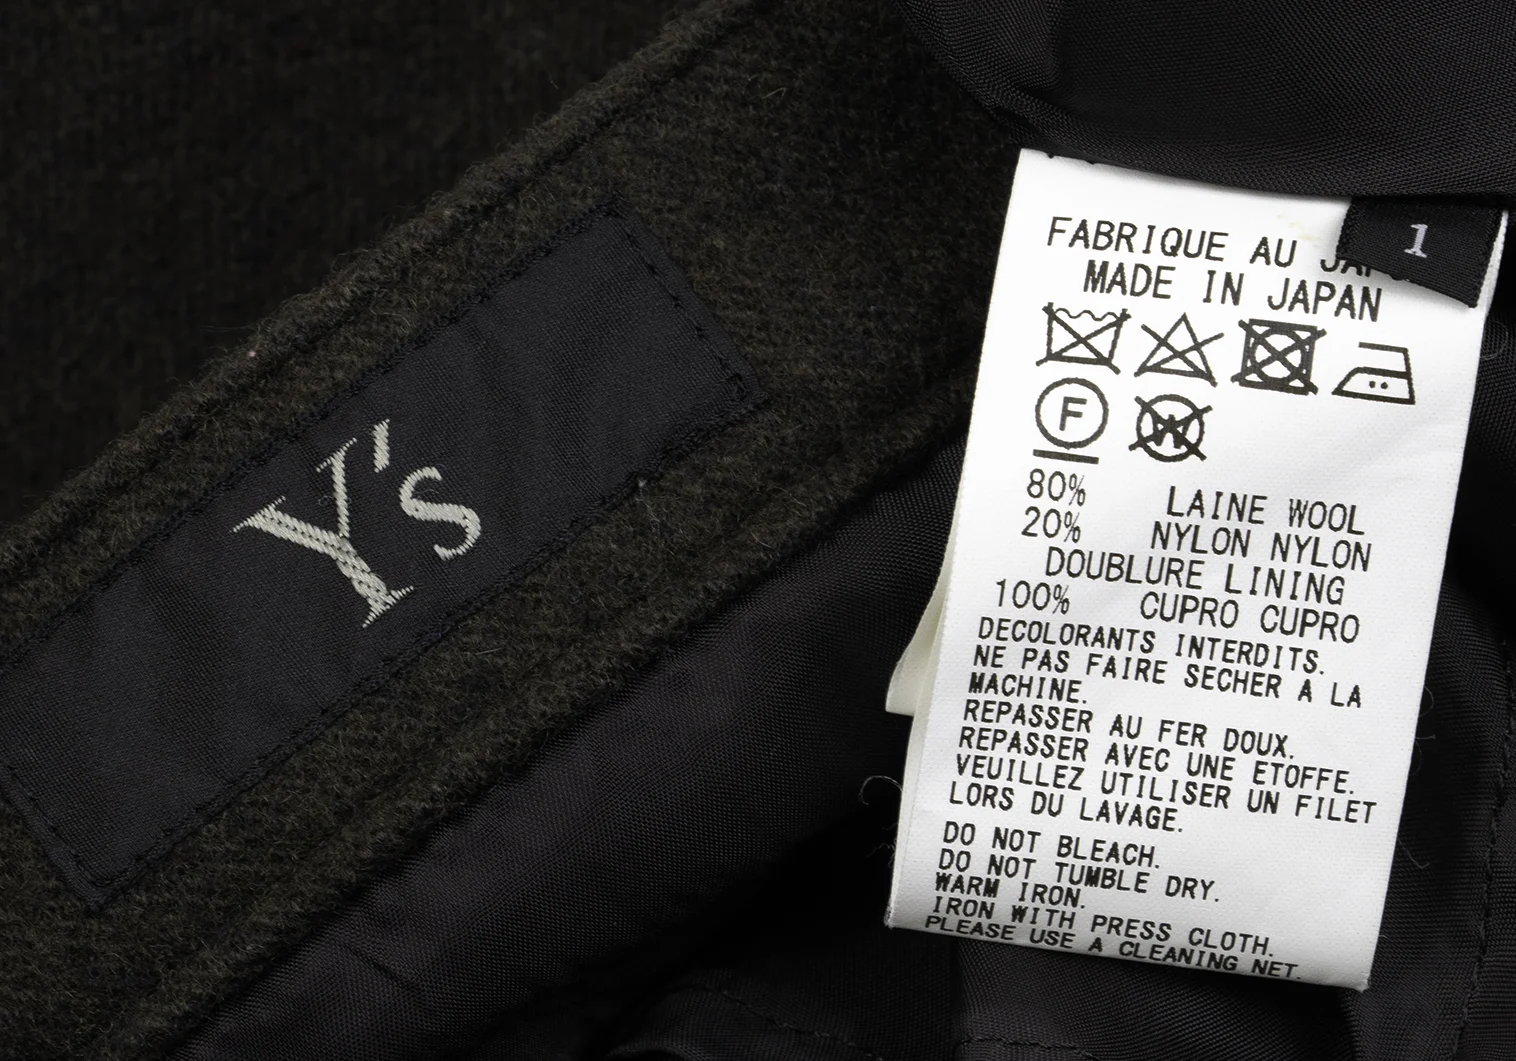 Y's
1
FABRIQUE AU
MADE IN JAPAN
F
W
80% LAINE WOOL
20% NYLON NYLON
DOUBLURE LINING
100% CUPRO CUPRO
DECOLORANTS INTERDITS.
NE PAS FAIRE SECHER A LA
MACHINE.
REPASSER AU FER DOUX.
REPASSER AVEC UNE ETOFFE.
VEUILLEZ UTILISER UN FILET
LORS DU LAVAGE.
DO NOT BLEACH.
DO NOT TUMBLE DRY.
WARM IRON.
IRON WITH PRESS CLOTH.
PLEASE USE A CLEANING NET.